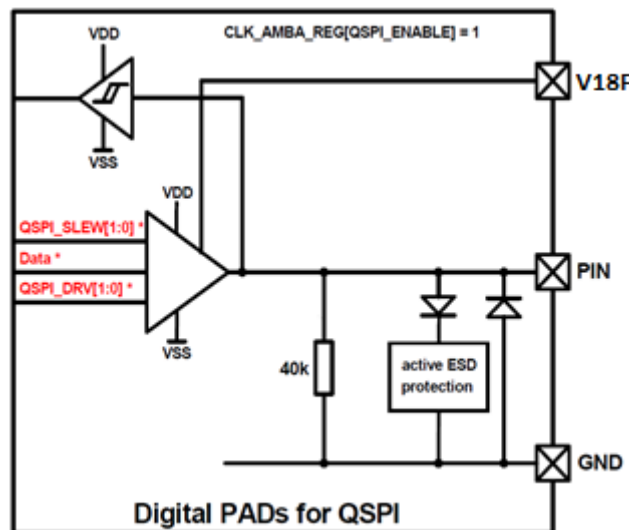 CLK_AMBA_REG[QSPI_ENABLE] = 1
VDD
V18F
VSS
VDD
QSPI_SLEW[1:0] *
Data *
QSPI_DRV[1:0] *
PIN
VSS
40k
active ESD
protection
GND
Digital PADs for QSPI